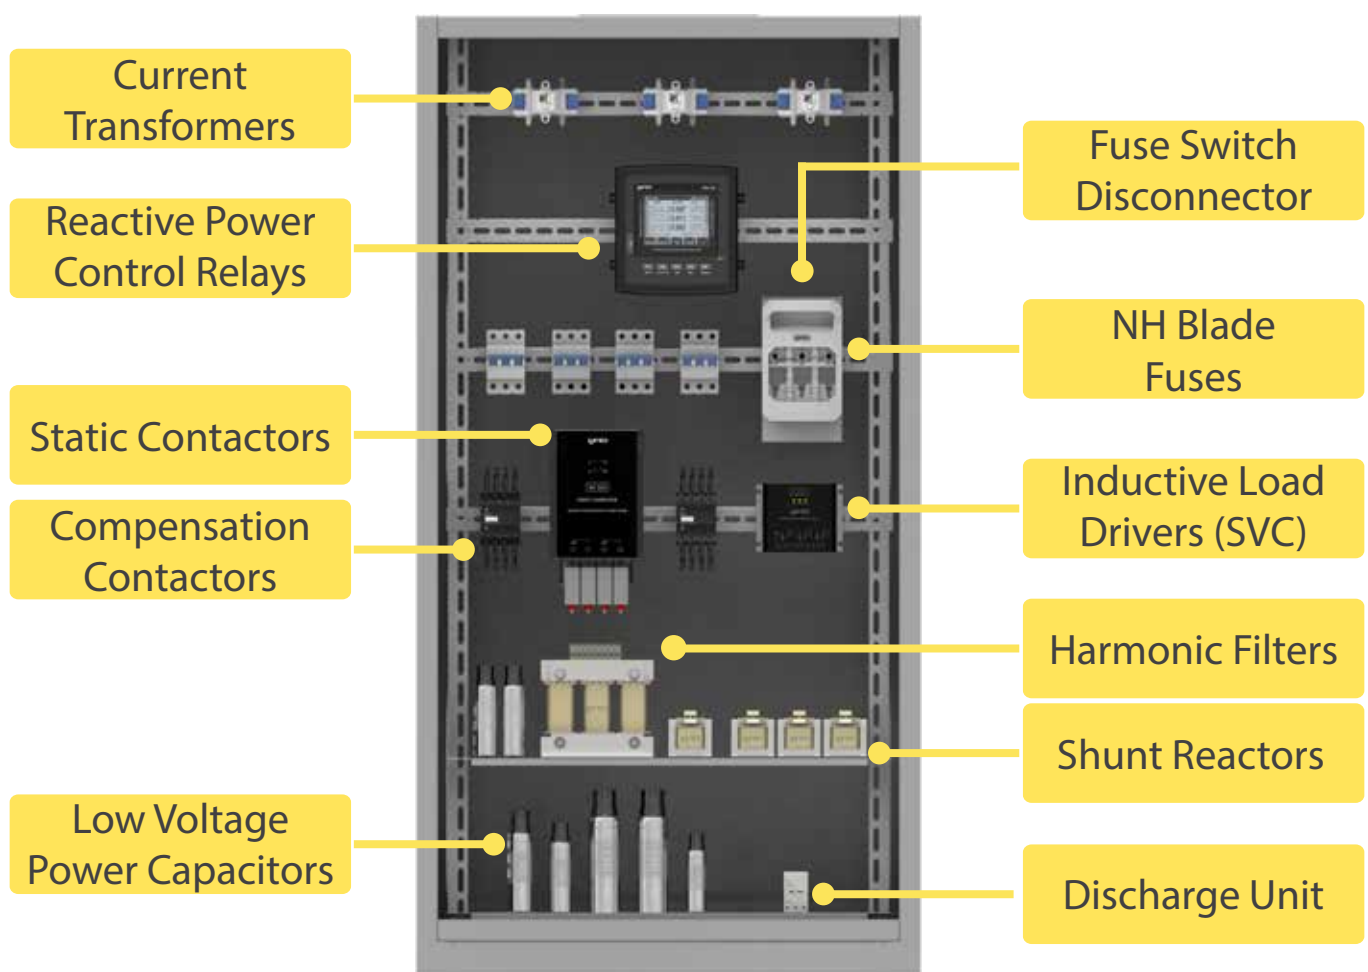 Current
Transformers
Reactive Power
Control Relays
Static Contactors
Compensation
Contactors
Low Voltage
Power Capacitors
Fuse Switch
Disconnector
NH Blade
Fuses
Inductive Load
Drivers (SVC)
Harmonic Filters
Shunt Reactors
Discharge Unit